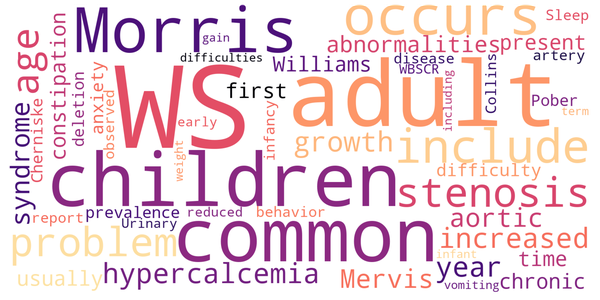 Morris
gain
occurs
Sleep
age
constipation
deletion
anxiety
observed
difficulties
Williams
abnormalities
present
disease
WBSCR
artery
including
Collins
WS
first
adult
Pober
term
early
infancy
weight
growth
include
syndrome
Cherniske
children
difficulty
stenosis
report
prevalence
reduced
behavior
Urinary
common
aortic
problem
increased
infant
year
time
usually
hypercalcemia
Mervis
vomiting
chronic